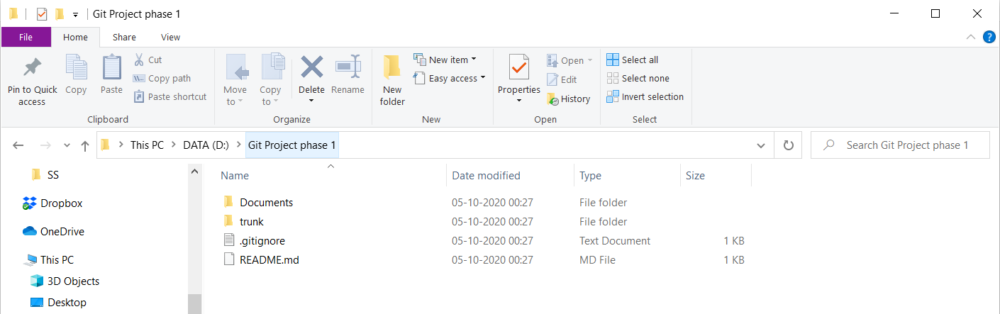 Git Project phase 1
File Home Share View
Pin to Quick access
Copy
Paste
Cut
Copy path
Paste shortcut
Clipboard
Move to
Copy to
Delete
Rename
Organize
New folder
New item
Easy access
New
Properties
Open
Edit
History
Open
Select all
Select none
Invert selection
Select
This PC DATA (D:) Git Project phase 1
Search Git Project phase 1
SS
Dropbox
OneDrive
This PC
3D Objects
Desktop
Name Date modified Type Size
Documents 05-10-2020 00:27 File folder
trunk 05-10-2020 00:27 File folder
.gitignore 05-10-2020 00:27 Text Document 1 KB
README.md 05-10-2020 00:27 MD File 1 KB